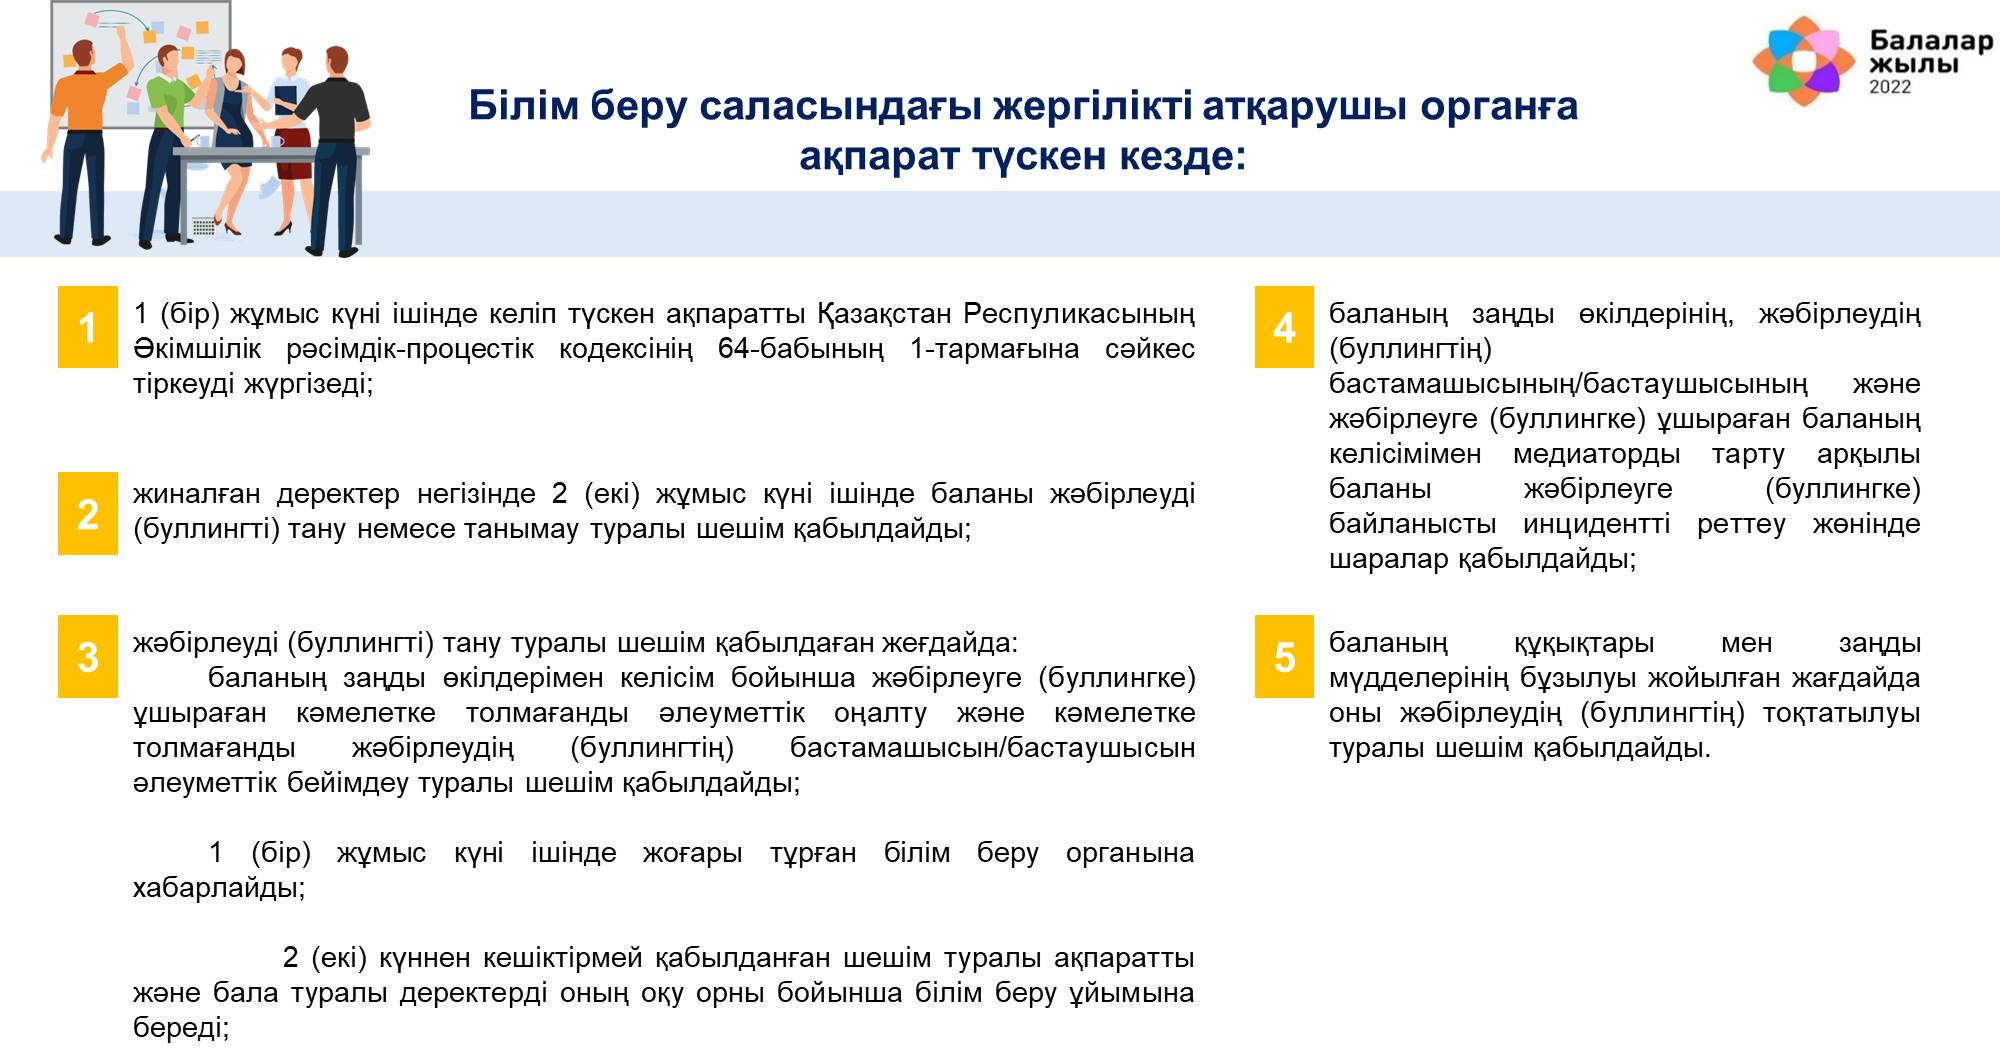 Балалар
жылы
2022
Білім беру саласындағы жергілікті атқарушы органға
ақпарат түскен кезде:
1
1 (бір) жұмыс күні ішінде келіп түскен ақпаратты Қазақстан Респуликасының
Әкімшілік рәсімдік-процестік кодексінің 64-бабының 1-тармағына сәйкес
тіркеуді жүргізеді;
2
жиналған деректер негізінде 2 (екі) жұмыс күні ішінде баланы жәбірлеуді
(буллингті) тану немесе танымау туралы шешім қабылдайды;
3
жәбірлеуді (буллингті) тану туралы шешім қабылдаған жеғдайда:
баланың заңды өкілдерімен келісім бойынша жәбірлеуге (буллингке)
ұшыраған кәмелетке толмағанды әлеуметтік оңалту және кәмелетке
толмағанды жәбірлеудің (буллингтің) бастамашысын/бастаушысын
әлеуметтік бейімдеу туралы шешім қабылдайды;
1 (бір) жұмыс күні ішінде жоғары тұрған білім беру органына
хабарлайды;
2 (екі) күннен кешіктірмей қабылданған шешім туралы ақпаратты
және бала туралы деректерді оның оқу орны бойынша білім беру ұйымына
береді;
4
баланың заңды өкілдерінің, жәбірлеудің
(буллингтің)
бастамашысының/бастаушысының және
жәбірлеуге (буллингке) ұшыраған баланың
келісімімен медиаторды тарту арқылы
баланы жәбірлеуге (буллингке)
байланысты инцидентті реттеу жөнінде
шаралар қабылдайды;
5
баланың құқықтары мен заңды
мүдделерінің бұзылуы жойылған жағдайда
оны жәбірлеудің (буллингтің) тоқтатылуы
туралы шешім қабылдайды.